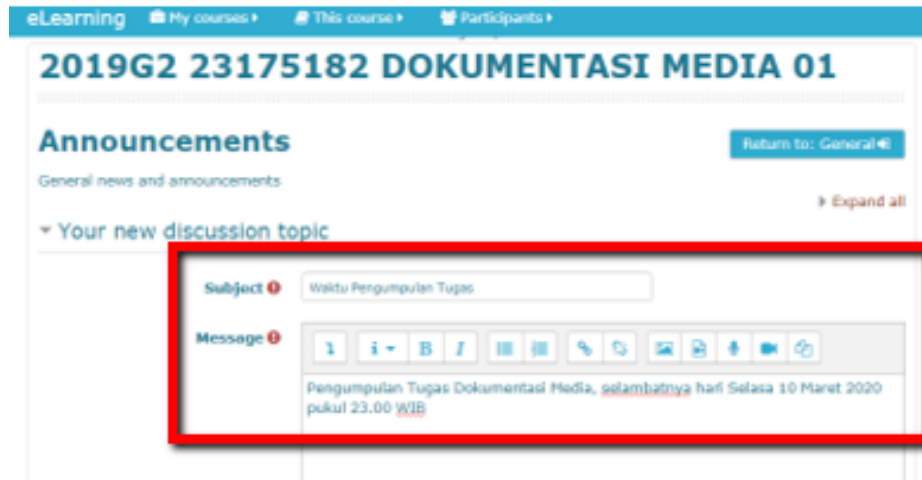 eLearning My courses This course Participants
2019G2 23175182 DOKUMENTASI MEDIA 01
Announcements
Return to: General
General news and announcements
Expand all
Your new discussion topic
Subject Waktu Pengumpulan Tugas
Message
B I
Pengumpulan Tugas Dokumentasi Media, selambatnya hari Selasa 10 Maret 2020
pukul 23.00 WIB